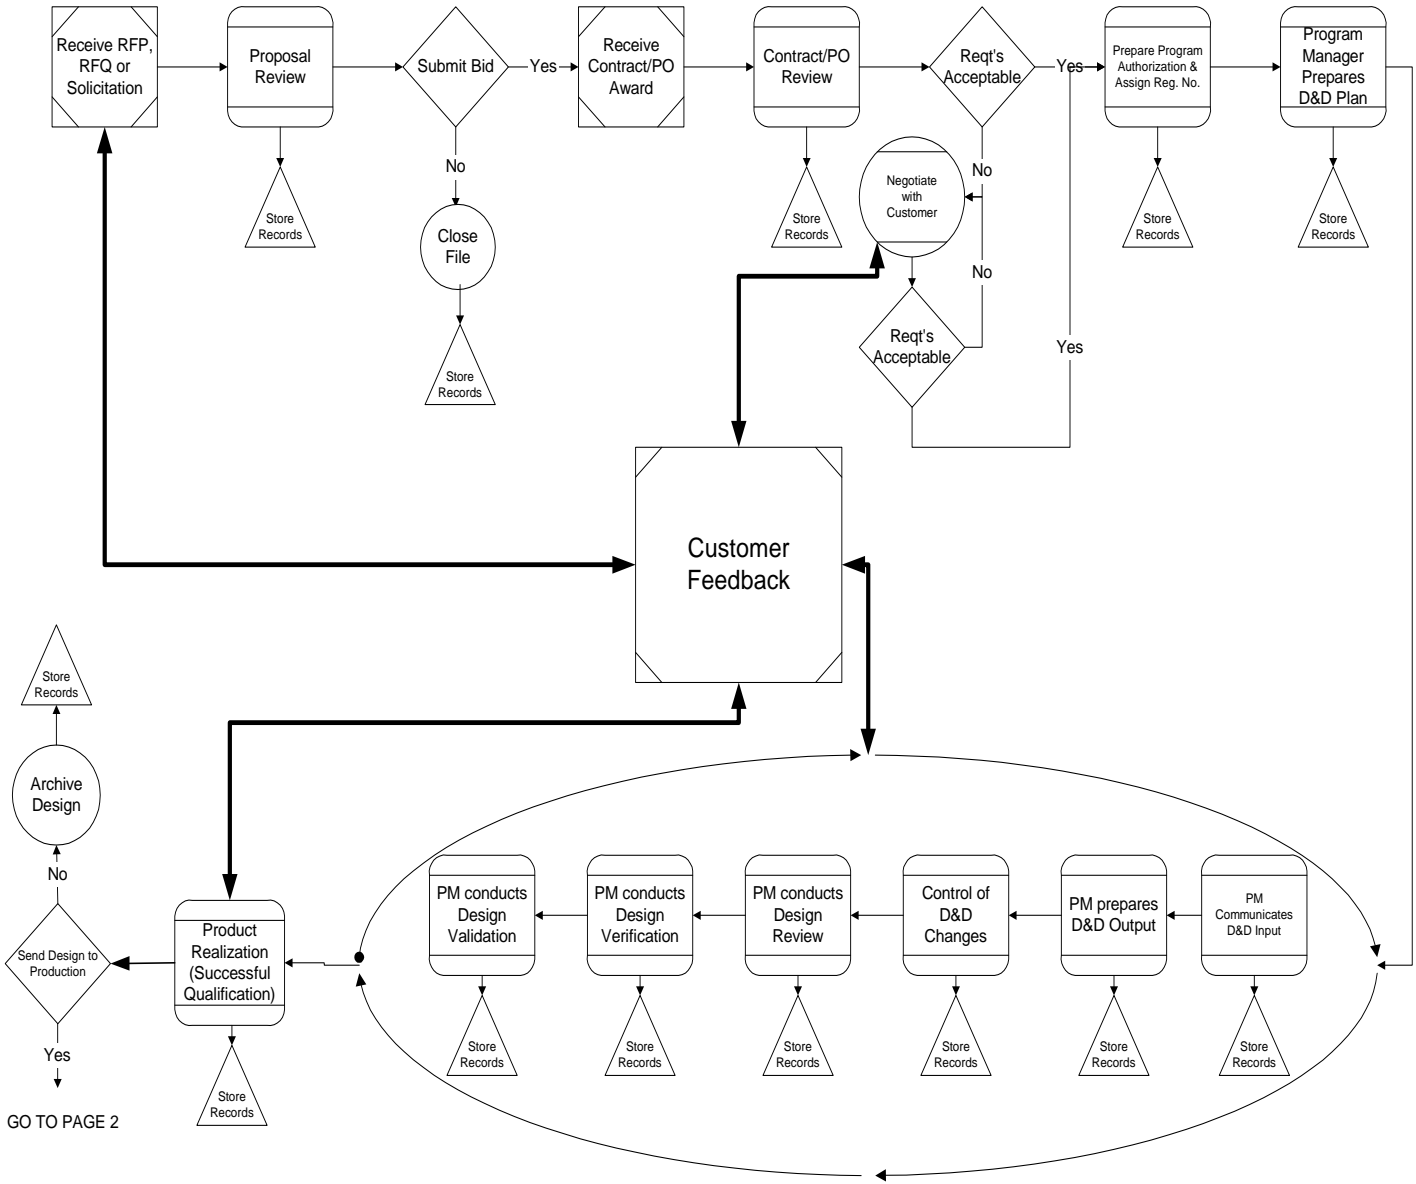 Receive RFP,
RFQ or
Solicitation
Proposal
Review
Submit Bid
Yes
Receive
Contract/PO
Award
Contract/PO
Review
Reqt's
Acceptable
Yes
Prepare Program
Authorization &
Assign Reg. No.
Program
Manager
Prepares
D&D Plan
Store
Records
No
Close
File
Store
Records
Store
Records
No
Negotiate
with
Customer
No
Reqt's
Acceptable
Yes
Store
Records
Store
Records
Customer
Feedback
Store
Records
Archive
Design
No
Send Design to
Production
Yes
GO TO PAGE 2
Product
Realization
(Successful
Qualification)
Store
Records
PM conducts
Design
Validation
PM conducts
Design
Verification
PM conducts
Design
Review
Control of
D&D
Changes
PM prepares
D&D Output
PM
Communicates
D&D Input
Store
Records
Store
Records
Store
Records
Store
Records
Store
Records
Store
Records